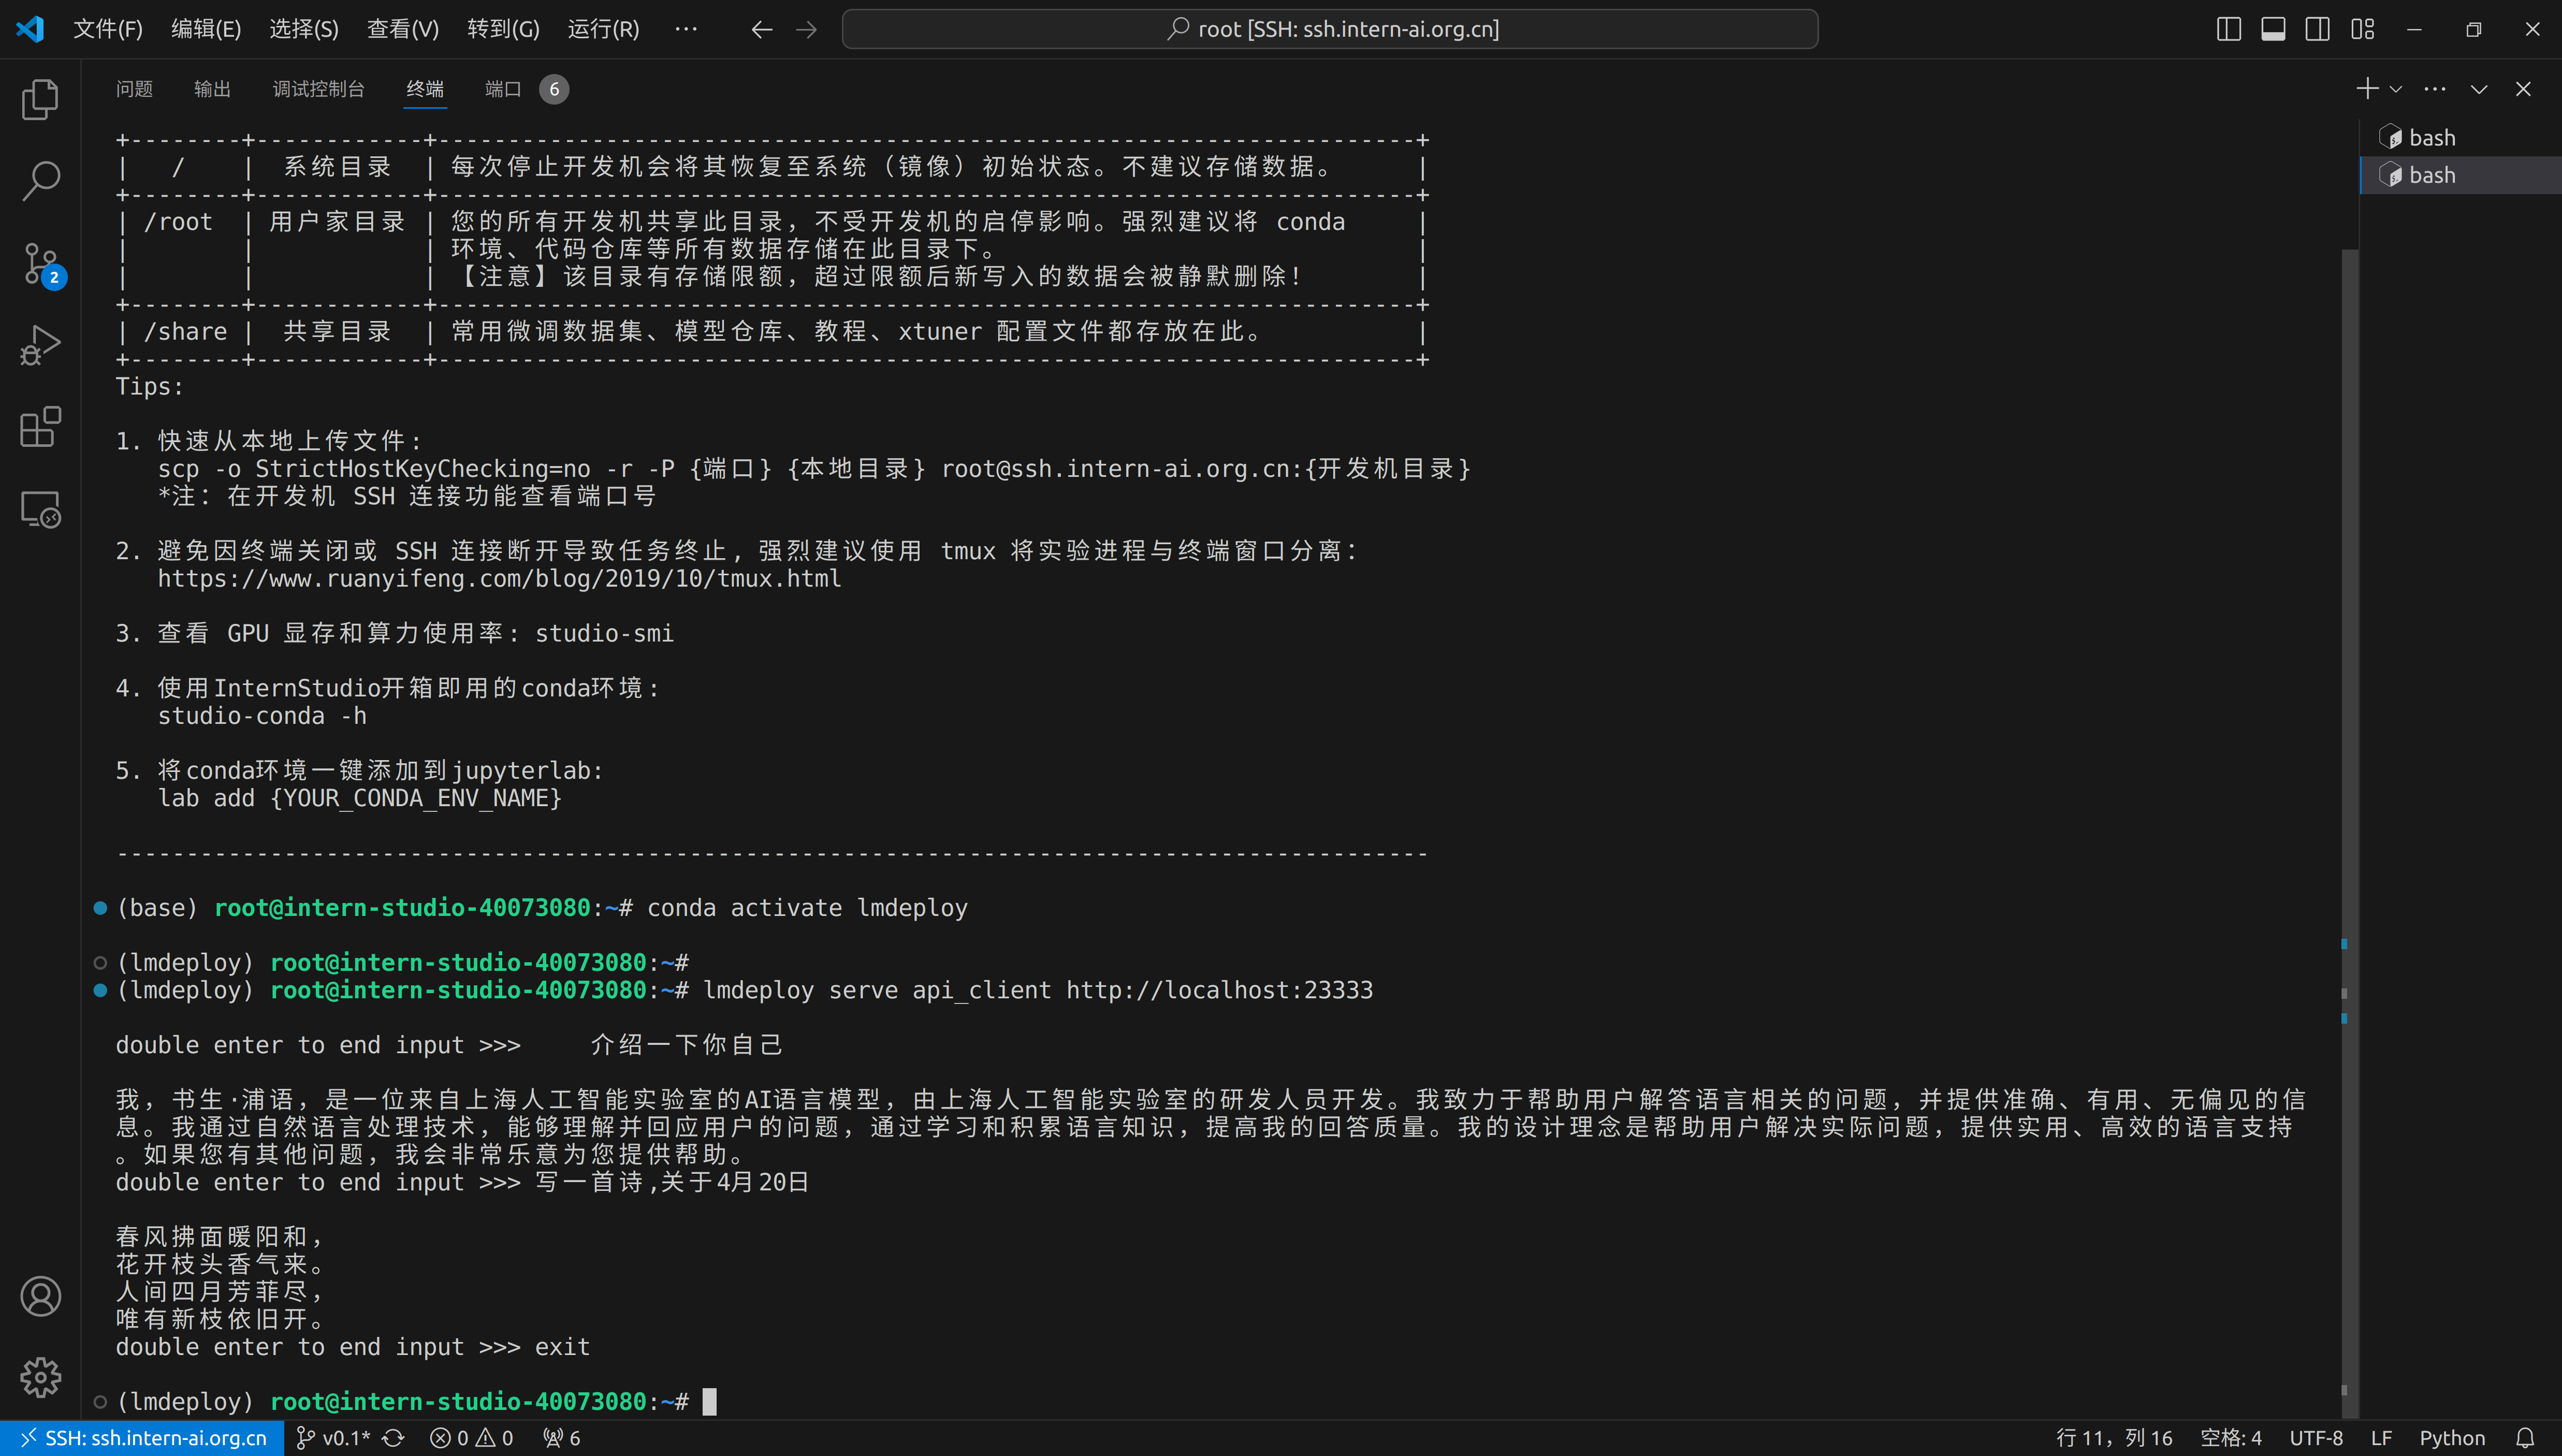 文件(F) 编辑(E) 选择(S) 查看(V) 转到(G) 运行(R) ··· root [SSH: ssh.intern-ai.org.cn]
问题 输出 调试控制台 终端 端口 6
bash
bash
2
+--------+------------+----------------------------------------------------------------------+
|   /    |  系统目录  | 每次停止开发机会将其恢复至系统（镜像）初始状态。不建议存储数据。      |
+--------+------------+----------------------------------------------------------------------+
| /root  | 用户家目录 | 您的所有开发机共享此目录，不受开发机的启停影响。强烈建议将 conda     |
|        |            | 环境、代码仓库等所有数据存储在此目录下。                              |
|        |            | 【注意】该目录有存储限额，超过限额后新写入的数据会被静默删除！        |
+--------+------------+----------------------------------------------------------------------+
| /share |  共享目录  | 常用微调数据集、模型仓库、教程、xtuner 配置文件都存放在此。           |
+--------+------------+----------------------------------------------------------------------+
Tips:
1. 快速从本地上传文件：
scp -o StrictHostKeyChecking=no -r -P {端口} {本地目录} root@ssh.intern-ai.org.cn:{开发机目录}
*注：在开发机 SSH 连接功能查看端口号
2. 避免因终端关闭或 SSH 连接断开导致任务终止，强烈建议使用 tmux 将实验进程与终端窗口分离：
https://www.ruanyifeng.com/blog/2019/10/tmux.html
3. 查看 GPU 显存和算力使用率：studio-smi
4. 使用InternStudio开箱即用的conda环境：
studio-conda -h
5. 将conda环境一键添加到jupyterlab:
lab add {YOUR_CONDA_ENV_NAME}
----------------------------------------------------------------------------------------------
(base) root@intern-studio-40073080:~# conda activate lmdeploy
(lmdeploy) root@intern-studio-40073080:~#
(lmdeploy) root@intern-studio-40073080:~# lmdeploy serve api_client http://localhost:23333
double enter to end input >>>     介绍一下你自己
我，书生·浦语，是一位来自上海人工智能实验室的AI语言模型，由上海人工智能实验室的研发人员开发。我致力于帮助用户解答语言相关的问题，并提供准确、有用、无偏见的信
息。我通过自然语言处理技术，能够理解并回应用户的问题，通过学习和积累语言知识，提高我的回答质量。我的设计理念是帮助用户解决实际问题，提供实用、高效的语言支持
。如果您有其他问题，我会非常乐意为您提供帮助。
double enter to end input >>> 写一首诗,关于4月20日
春风拂面暖阳和，
花开枝头香气来。
人间四月芳菲尽，
唯有新枝依旧开。
double enter to end input >>> exit
(lmdeploy) root@intern-studio-40073080:~#
SSH: ssh.intern-ai.org.cn v0.1* 0 0 6 行 11，列 16 空格: 4 UTF-8 LF Python